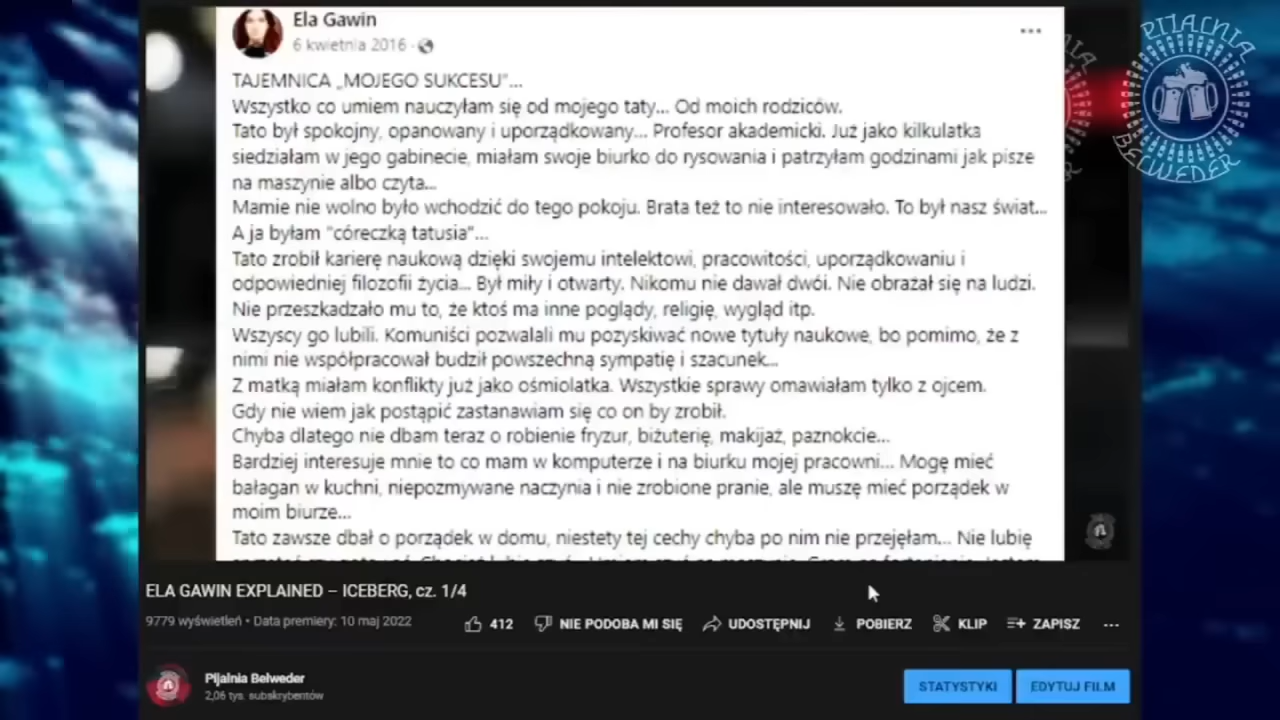 Ela Gawin
6 kwietnia 2016
TAJEMNICA „MOJEGO SUKCESU"...
Wszystko co umiem nauczyłam się od mojego taty... Od moich rodziców.
Tato był spokojny, opanowany i uporządkowany... Profesor akademicki. Już jako kilkulatka
siedziałam w jego gabinecie, miałam swoje biurko do rysowania i patrzyłam godzinami jak pisze
na maszynie albo czyta...
Mamie nie wolno było wchodzić do tego pokoju. Brata też to nie interesowało. To był nasz świat...
A ja byłam "córeczką tatusia"...
Tato zrobił karierę naukową dzięki swojemu intelektowi, pracowitości, uporządkowaniu i
odpowiedniej filozofii życia... Był miły i otwarty. Nikomu nie dawał dwói. Nie obrażał się na ludzi.
Nie przeszkadzało mu to, że ktoś ma inne poglądy, religię, wygląd itp.
Wszyscy go lubili. Komuniści pozwalali mu pozyskiwać nowe tytuły naukowe, bo pomimo, że z
nimi nie współpracował budził powszechną sympatię i szacunek...
Z matką miałam konflikty już jako ośmiolatka. Wszystkie sprawy omawiałam tylko z ojcem.
Gdy nie wiem jak postąpić zastanawiam się co on by zrobił.
Chyba dlatego nie dbam teraz o robienie fryzur, biżuterię, makijaż, paznokcie...
Bardziej interesuje mnie to co mam w komputerze i na biurku mojej pracowni... Mogę mieć
bałagan w kuchni, niepozmywane naczynia i nie zrobione pranie, ale muszę mieć porządek w
moim biurze...
Tato zawsze dbał o porządek w domu, niestety tej cechy chyba po nim nie przejęłam... Nie lubię
PIJALNIA
BELWEDER
ELA GAWIN EXPLAINED – ICEBERG, cz. 1/4
9779 wyświetleń • Data premiery: 10 maj 2022
412 NIE PODOBA MI SIĘ UDOSTĘPNIJ POBIERZ KLIP ZAPISZ
Pijalnia Belweder
2,06 tys. subskrybentów
STATYSTYKI EDYTUJ FILM